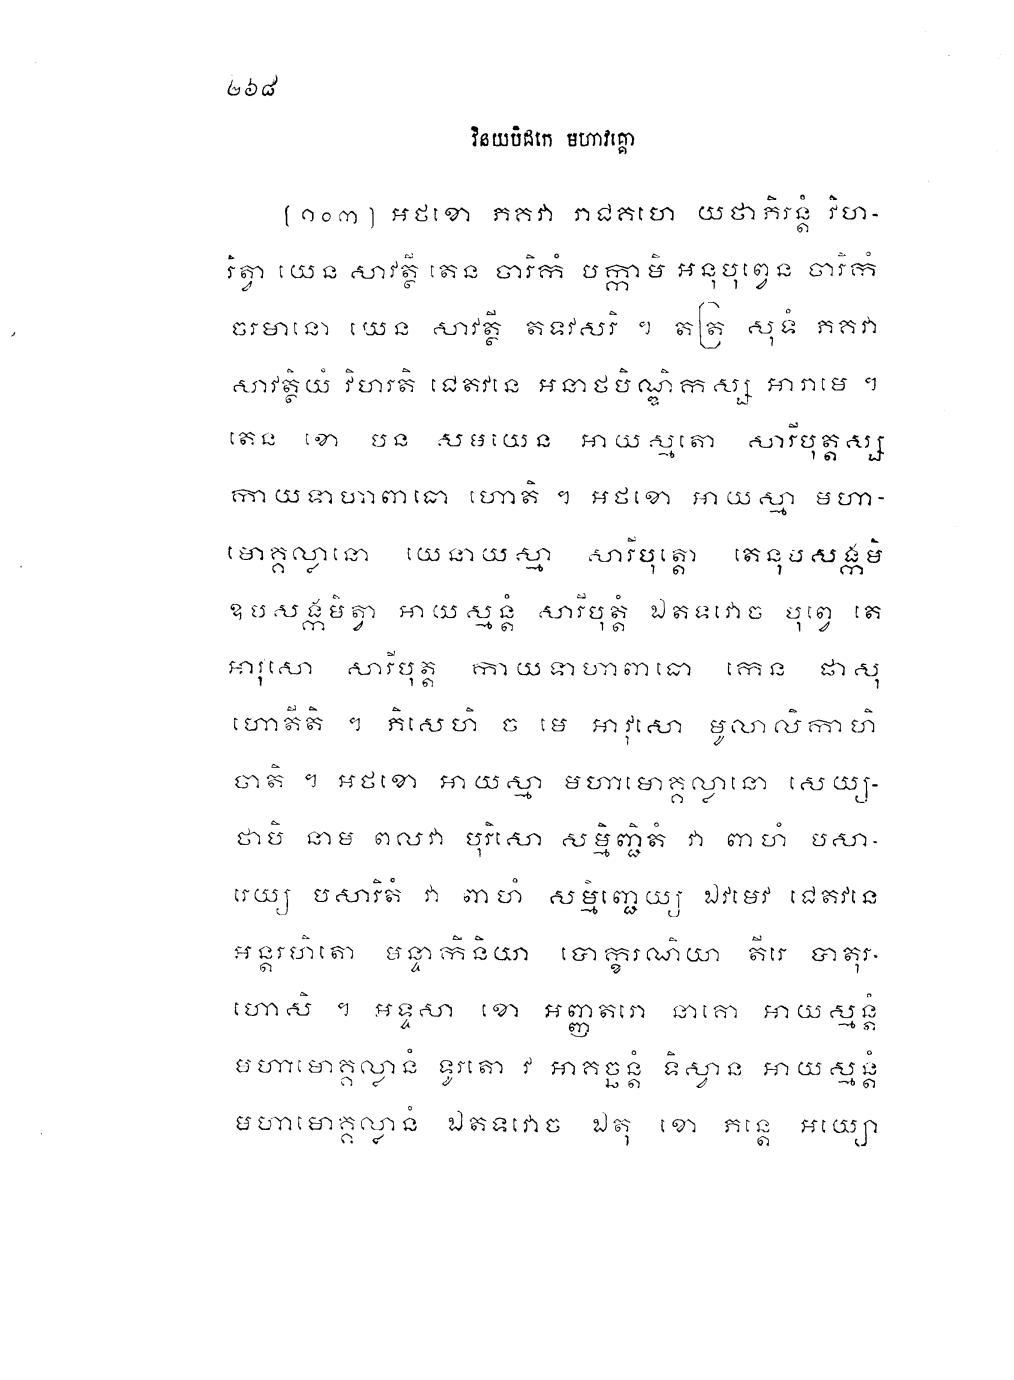 ២៦៨
វិនយបិដកេ មហាវគ្គោ
[១០៣] អថខោ ភគវា រាជគហេ យថាភិរន្តំ វិហ-
រិត្វា យេន សាវត្ថី តេន ចារិកំ បក្កាមិ អនុបុព្វេន ចារិកំ
ចរមានោ យេន សាវត្ថី តទវសរិ ។ តត្រ សុទំ ភគវា
សាវត្ថិយំ វិហរតិ ជេតវនេ អនាថបិណ្ឌិកស្ស អារាមេ ។
តេន ខោ បន សមយេន អាយស្មតោ សារីបុត្តស្ស
កាយទាហាពាធោ ហោតិ ។ អថខោ អាយស្មា មហា-
មោគ្គល្លានោ យេនាយស្មា សារីបុត្តោ តេនុបសង្កមិ
ឧបសង្កមិត្វា អាយស្មន្តំ សារីបុត្តំ ឯតទវោច បុព្វេ តេ
អាវុសោ សារីបុត្ត កាយទាហាពាធោ កេន ផាសុ
ហោតីតិ ។ ភិសេហិ ច មេ អាវុសោ មូលាលិកាហិ
ចាតិ ។ អថខោ អាយស្មា មហាមោគ្គល្លានោ សេយ្យ-
ថាបិ នាម ពលវា បុរិសោ សម្មិញ្ជិតំ វា ពាហំ បសា-
រេយ្យ បសារិតំ វា ពាហំ សម្មិញ្ជេយ្យ ឯវមេវ ជេតវនេ
អន្តរហិតោ មន្ទាកិនិយា បោក្ខរណិយា តីរេ បាតុរ-
ហោសិ ។ អទ្ទសា ខោ អញ្ញតរោ នាគោ អាយស្មន្តំ
មហាមោគ្គល្លានំ ទូរតោ វ អាគច្ឆន្តំ ទិស្វាន អាយស្មន្តំ
មហាមោគ្គល្លានំ ឯតទវោច ឯតុ ខោ ភន្តេ អយ្យោ